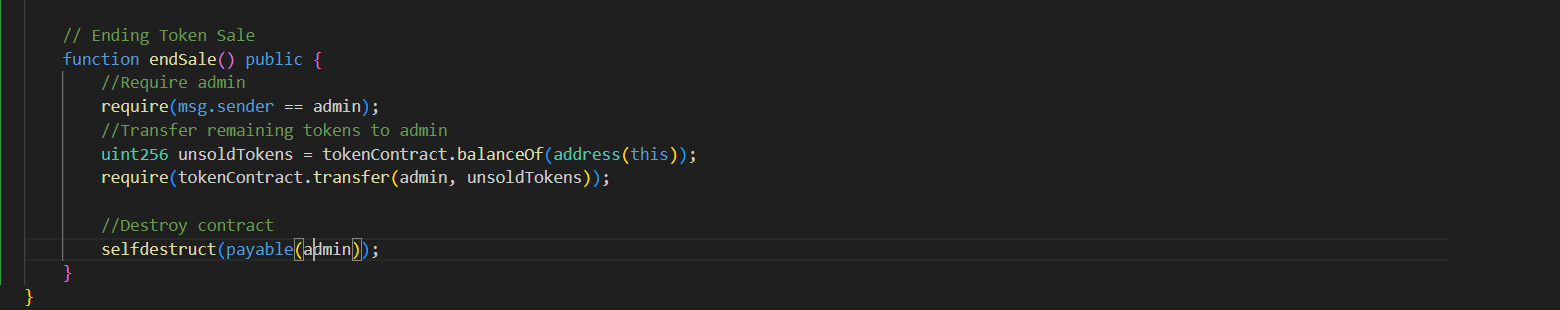 // Ending Token Sale
function endSale() public {
//Require admin
require(msg.sender == admin);
//Transfer remaining tokens to admin
uint256 unsoldTokens = tokenContract.balanceOf(address(this));
require(tokenContract.transfer(admin, unsoldTokens));
//Destroy contract
selfdestruct(payable(admin));
}
}